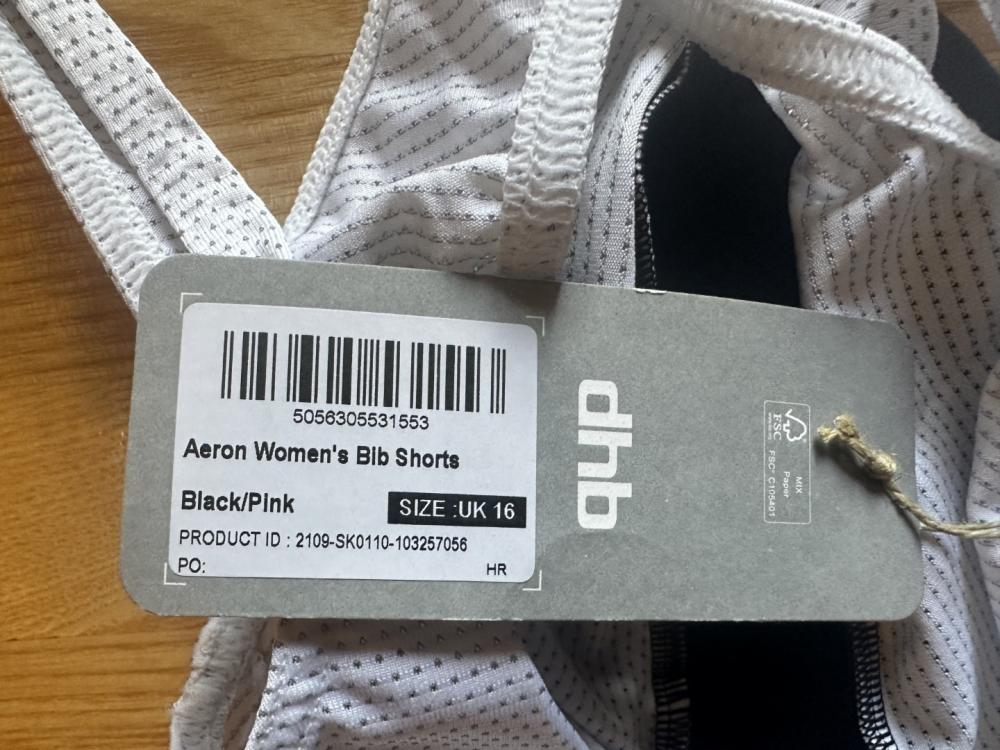 5056305531553
Aeron Women's Bib Shorts
Black/Pink
SIZE :UK 16
PRODUCT ID : 2109-SK0110-103257056
PO:
HR
dhb
FSC
MIX
Paper
FSC® C105401